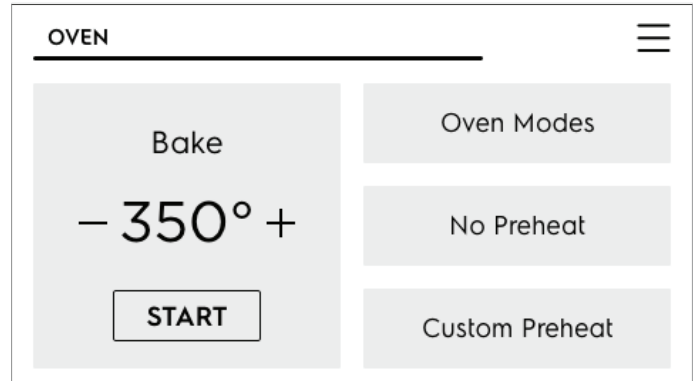 OVEN
Bake
− 350° +
START
Oven Modes
No Preheat
Custom Preheat